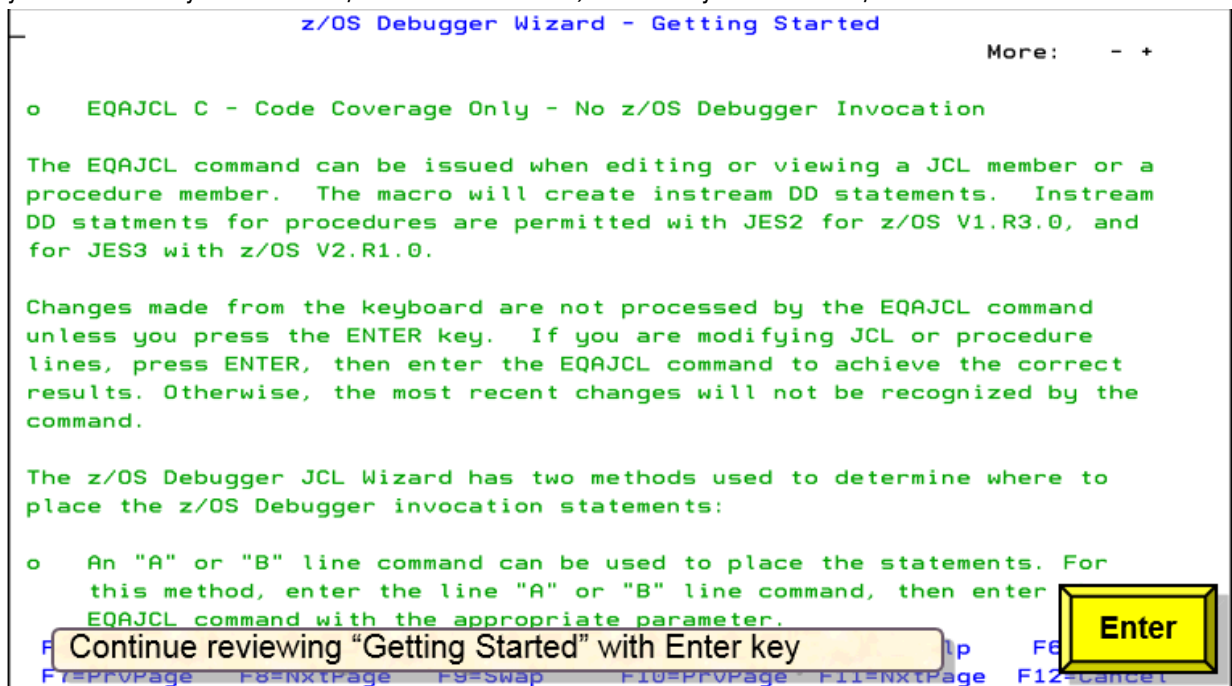 z/OS Debugger Wizard - Getting Started
More: - +
o EQAJCL C - Code Coverage Only - No z/OS Debugger Invocation
The EQAJCL command can be issued when editing or viewing a JCL member or a
procedure member. The macro will create instream DD statements. Instream
DD statments for procedures are permitted with JES2 for z/OS V1.R3.0, and
for JES3 with z/OS V2.R1.0.
Changes made from the keyboard are not processed by the EQAJCL command
unless you press the ENTER key. If you are modifying JCL or procedure
lines, press ENTER, then enter the EQAJCL command to achieve the correct
results. Otherwise, the most recent changes will not be recognized by the
command.
The z/OS Debugger JCL Wizard has two methods used to determine where to
place the z/OS Debugger invocation statements:
o An "A" or "B" line command can be used to place the statements. For
this method, enter the line "A" or "B" line command, then enter
EQAJCL command with the appropriate parameter.
Enter
Continue reviewing “Getting Started” with Enter key
F7=PrvPage F8=NxtPage F9=Swap F10=PrvPage F11=NxtPage F12=Cancel